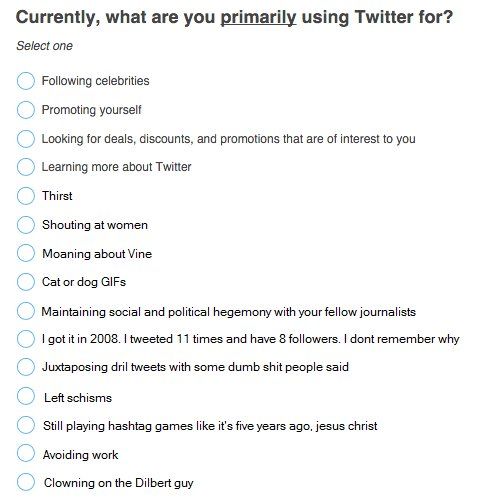 Currently, what are you primarily using Twitter for?
Select one
Following celebrities
Promoting yourself
Looking for deals, discounts, and promotions that are of interest to you
Learning more about Twitter
Thirst
Shouting at women
Moaning about Vine
Cat or dog GIFs
Maintaining social and political hegemony with your fellow journalists
I got it in 2008. I tweeted 11 times and have 8 followers. I dont remember why
Juxtaposing dril tweets with some dumb shit people said
Left schisms
Still playing hashtag games like it's five years ago, jesus christ
Avoiding work
Clowning on the Dilbert guy